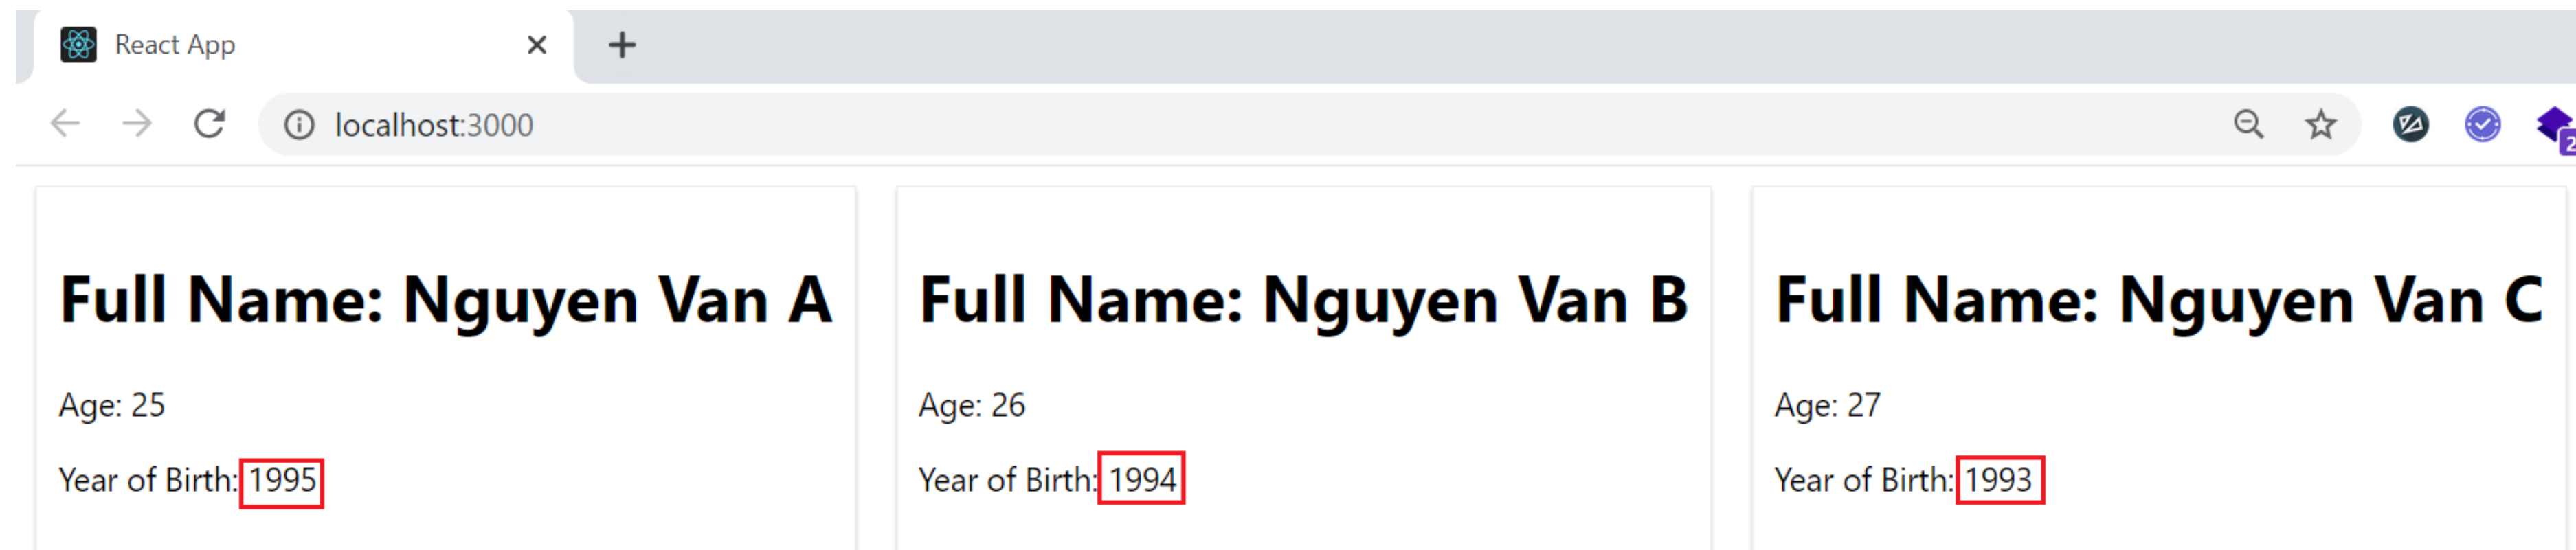 React App
localhost:3000
2
Full Name: Nguyen Van A
Age: 25
Year of Birth: 1995
Full Name: Nguyen Van B
Age: 26
Year of Birth: 1994
Full Name: Nguyen Van C
Age: 27
Year of Birth: 1993